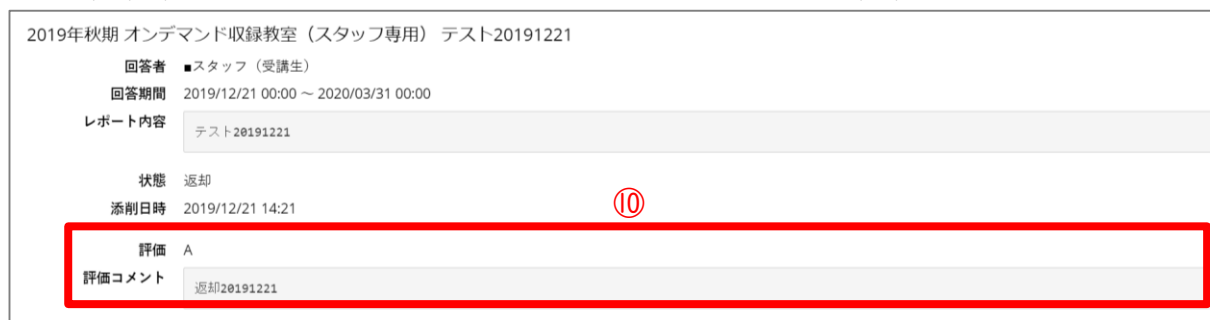 2019年秋期 オンデマンド収録教室（スタッフ専用） テスト20191221
回答者 ■スタッフ（受講生）
回答期間 2019/12/21 00:00 ～ 2020/03/31 00:00
レポート内容 テスト20191221
状態 返却
⑩
添削日時 2019/12/21 14:21
評価 A
評価コメント 返却20191221